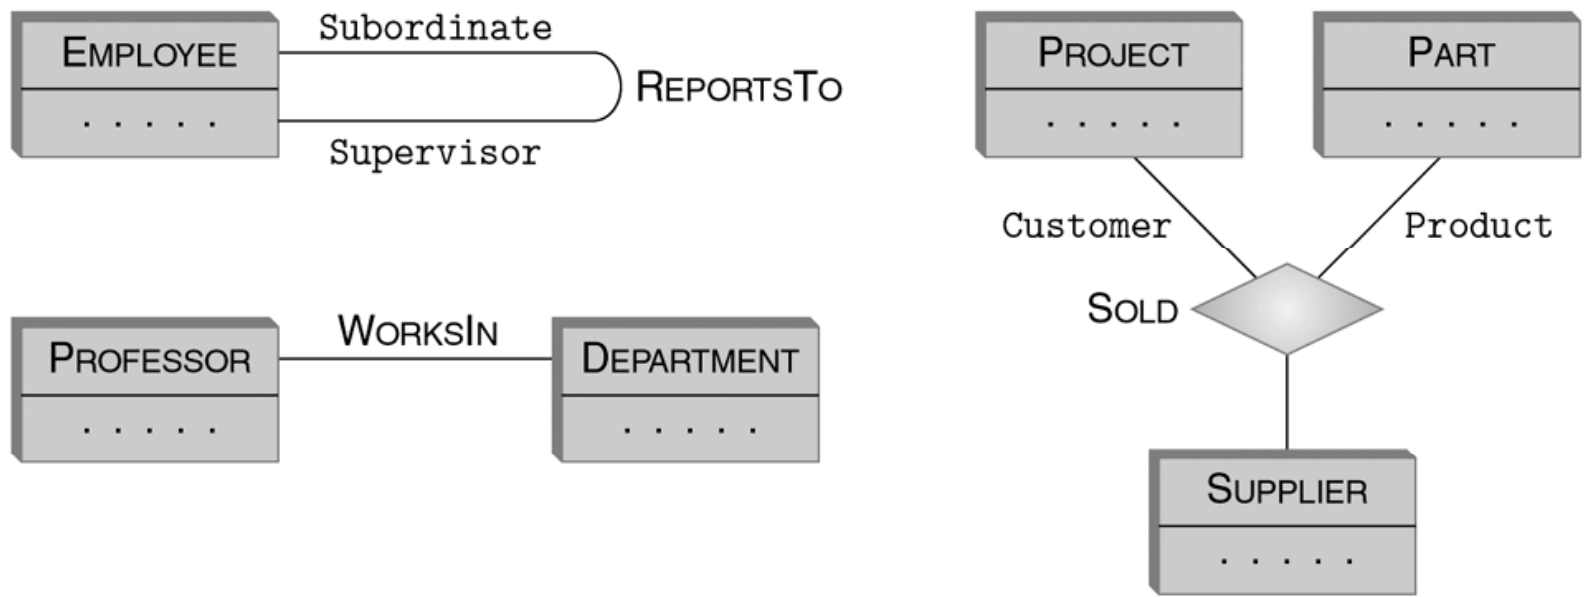 Subordinate
EMPLOYEE
REPORTSTO
. . . . .
Supervisor
WORKSIN
PROFESSOR
DEPARTMENT
. . . . .
. . . . .
PROJECT
PART
. . . . .
. . . . .
Customer
Product
SOLD
SUPPLIER
. . . . .